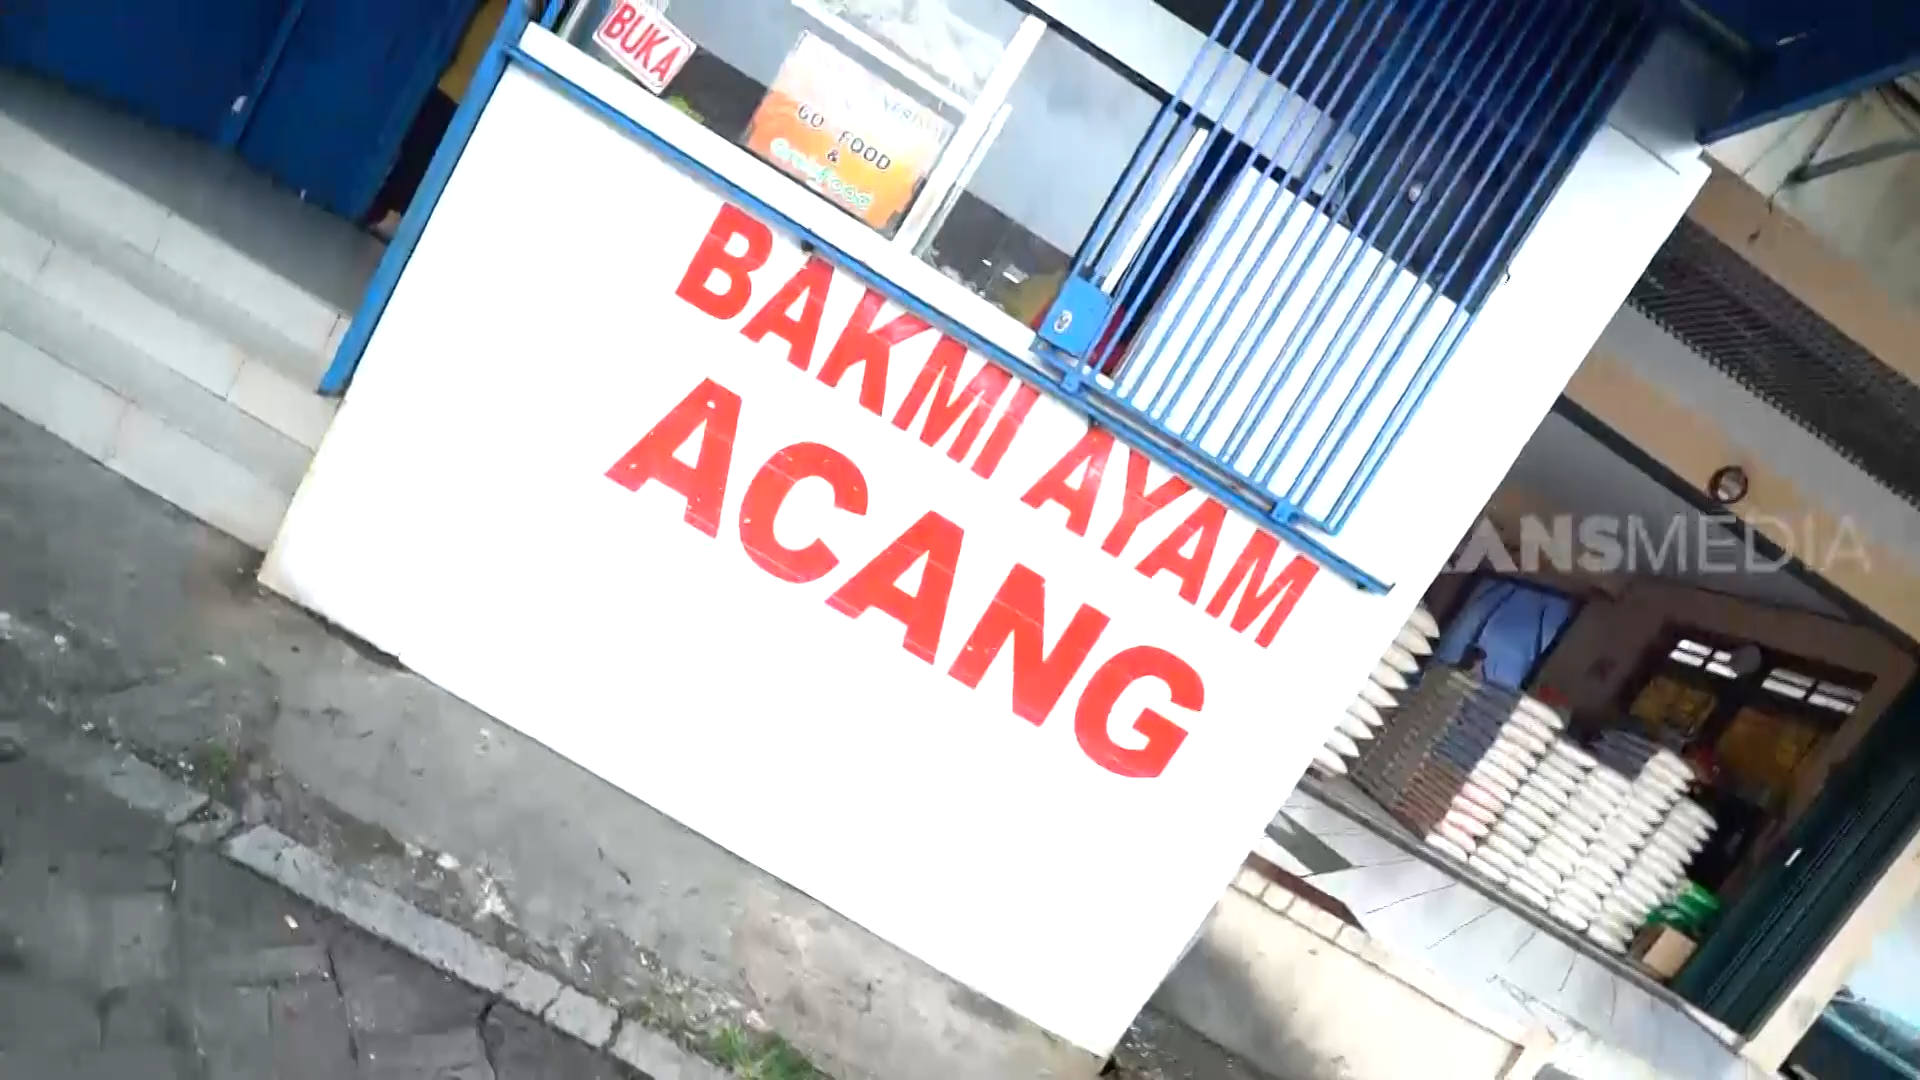 BUKA
GO FOOD
&
BAKMI AYAM
ACANG
ANSMEDIA